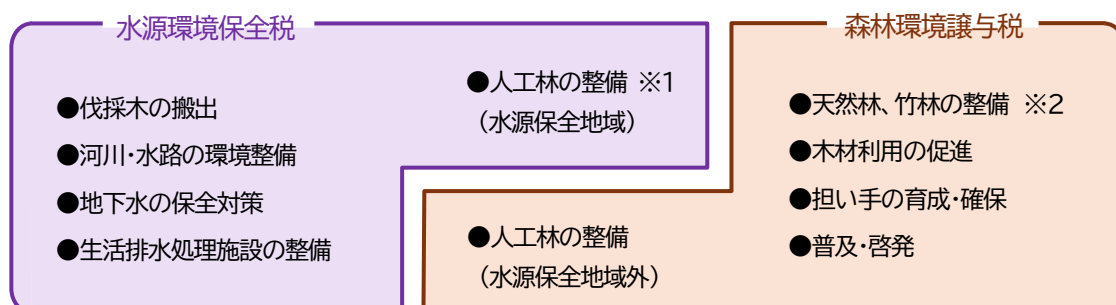 水源環境保全税
●伐採木の搬出
●河川・水路の環境整備
●地下水の保全対策
●生活排水処理施設の整備
●人工林の整備 ※1
（水源保全地域）
森林環境譲与税
●人工林の整備
（水源保全地域外）
●天然林、竹林の整備 ※2
●木材利用の促進
●担い手の育成・確保
●普及・啓発